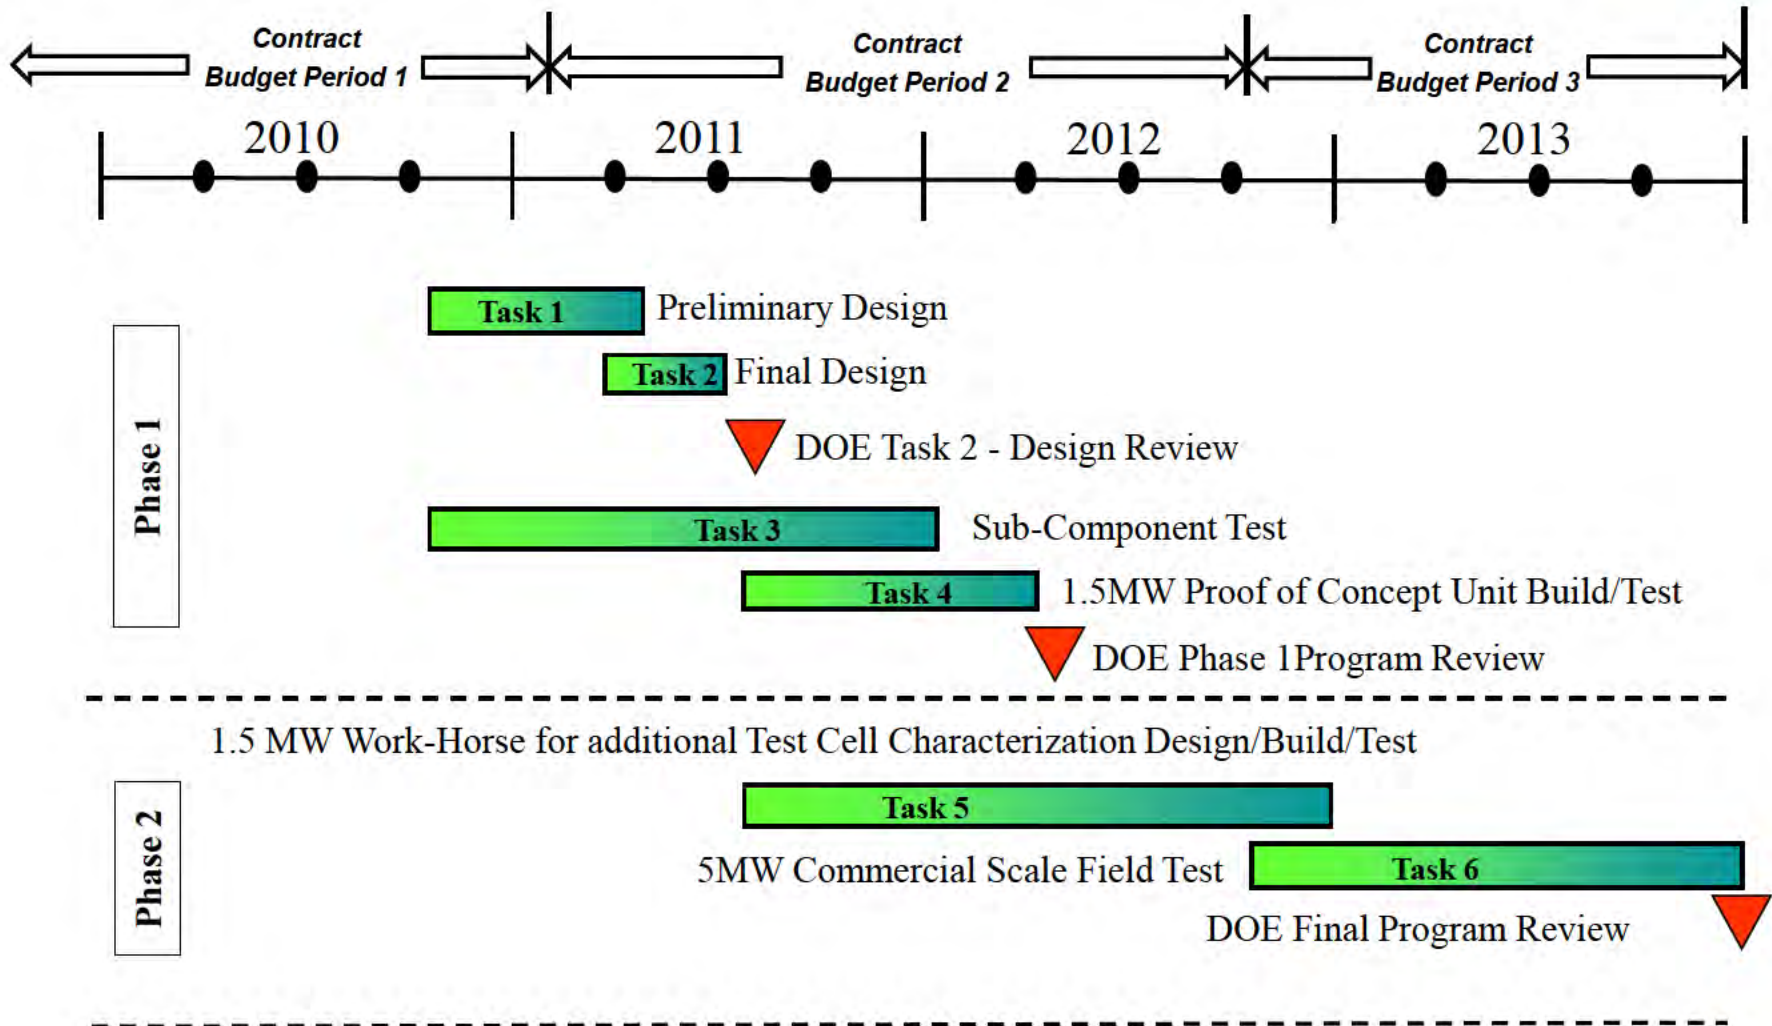 Contract
Budget Period 1
Contract
Budget Period 2
Contract
Budget Period 3
2010
2011
2012
2013
Phase 1
Task 1
Preliminary Design
Task 2
Final Design
DOE Task 2 - Design Review
Task 3
Sub-Component Test
Task 4
1.5MW Proof of Concept Unit Build/Test
DOE Phase 1Program Review
Phase 2
1.5 MW Work-Horse for additional Test Cell Characterization Design/Build/Test
Task 5
5MW Commercial Scale Field Test
Task 6
DOE Final Program Review